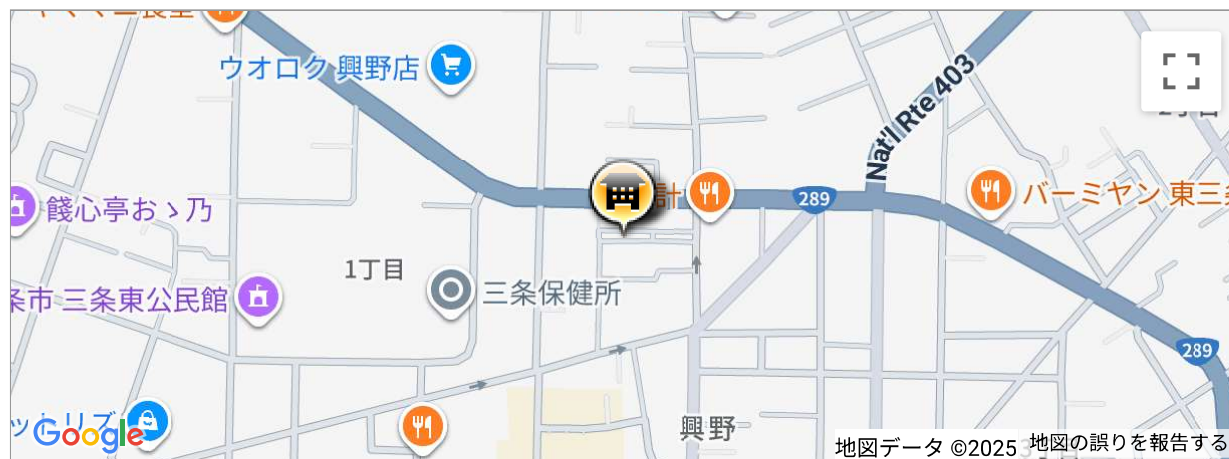 ウオロク 興野店
Nat'l Rte 403
計
289
バーミヤン 東三条
餞心亭おゝ乃
1丁目
三条保健所
条市 三条東公民館
289
興野
Google
地図データ ©2025
地図の誤りを報告する